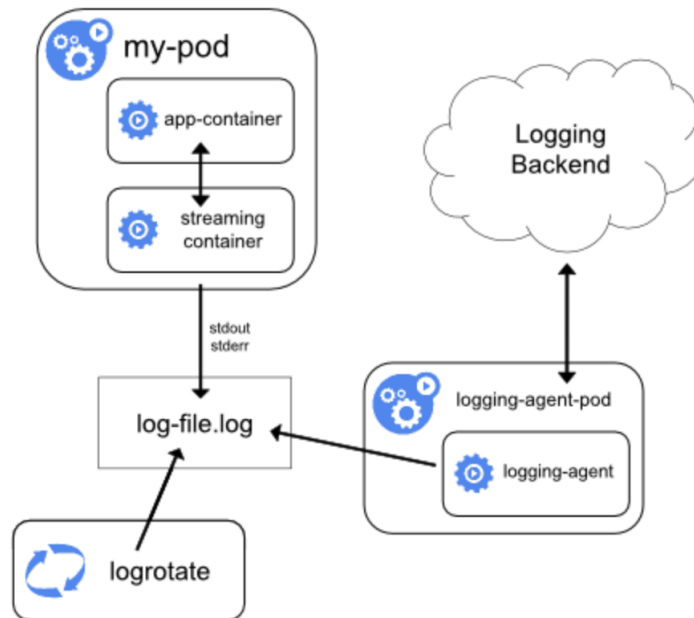 my-pod
app-container
streaming
container
Logging
Backend
stdout
stderr
log-file.log
logging-agent-pod
logging-agent
logrotate